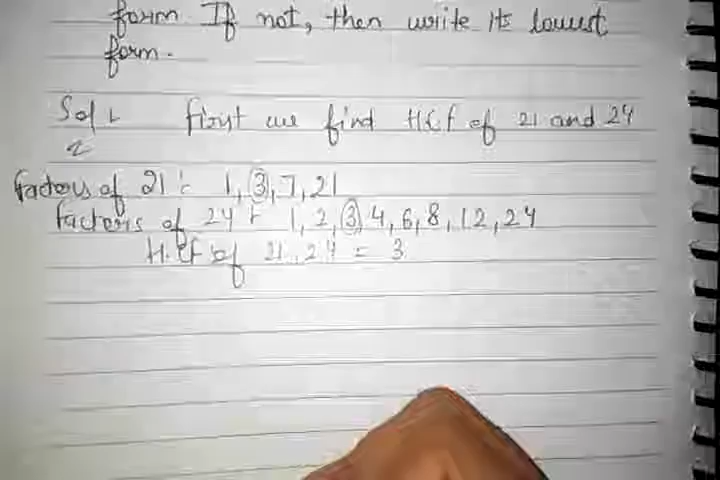 form. If not, then write its lowest
form.
Sol :- First we find H.C.F of 21 and 24
Factors of 21 : 1, 3, 7, 21
Factors of 24 :- 1, 2, 3, 4, 6, 8, 12, 24
H.C.F of 21, 24 = 3